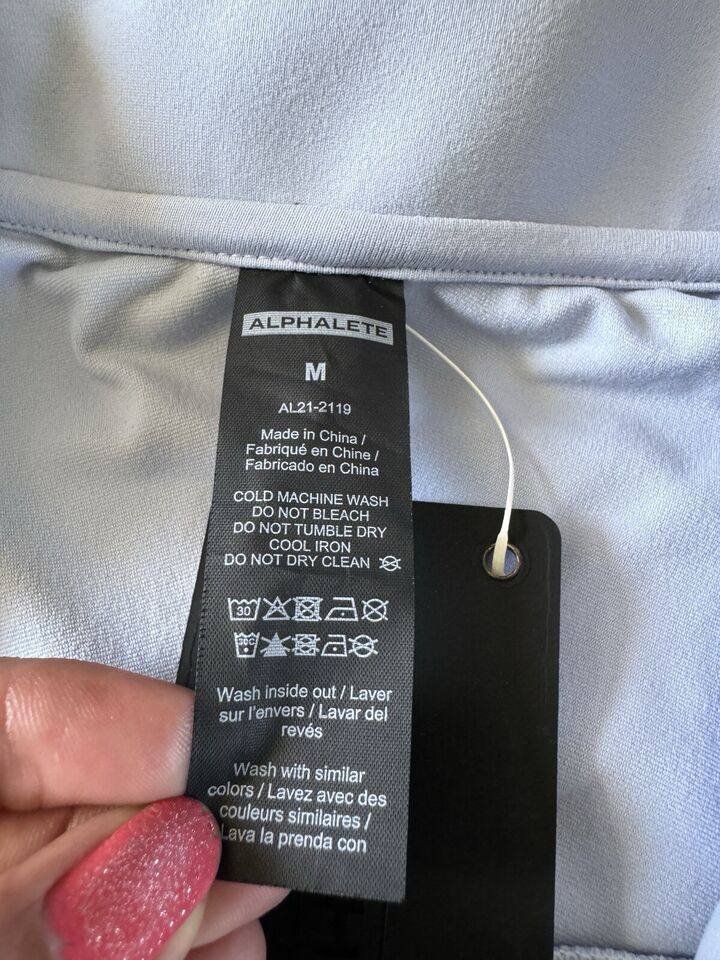 ALPHALETE
M
AL21-2119
Made in China /
Fabriqué en Chine /
Fabricado en China
COLD MACHINE WASH
DO NOT BLEACH
DO NOT TUMBLE DRY
COOL IRON
DO NOT DRY CLEAN
30
30C
Wash inside out / Laver
sur l'envers / Lavar del
revés
Wash with similar
colors / Lavez avec des
couleurs similaires /
Lava la prenda con